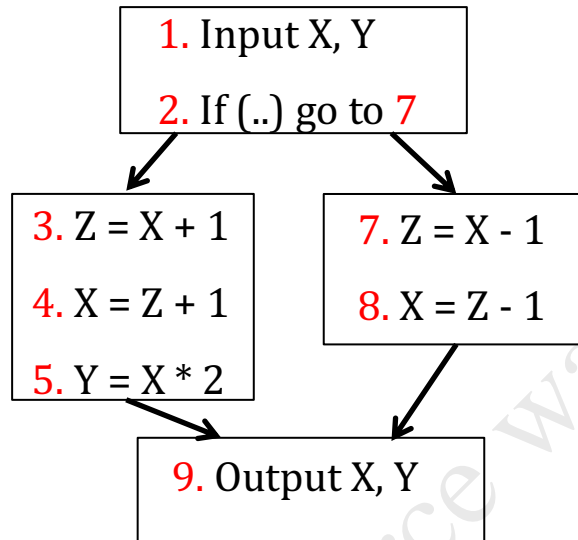 1. Input X, Y
2. If (..) go to 7
3. Z = X + 1
4. X = Z + 1
5. Y = X * 2
7. Z = X - 1
8. X = Z - 1
9. Output X, Y